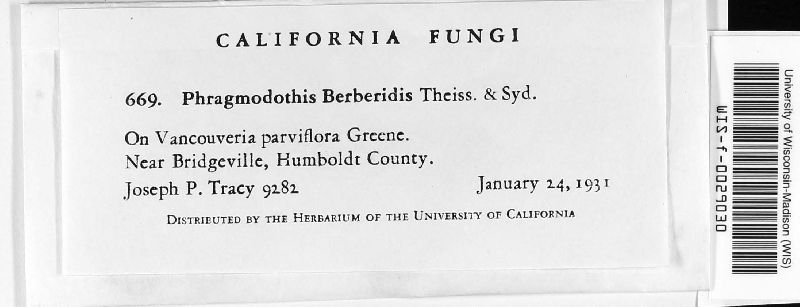 CALIFORNIA FUNGI
669. Phragmodothis Berberidis Theiss. & Syd.
On Vancouveria parviflora Greene.
Near Bridgeville, Humboldt County.
Joseph P. Tracy 9282 January 24, 1931
DISTRIBUTED BY THE HERBARIUM OF THE UNIVERSITY OF CALIFORNIA
University of Wisconsin-Madison (WIS)
WIS-f-0029030